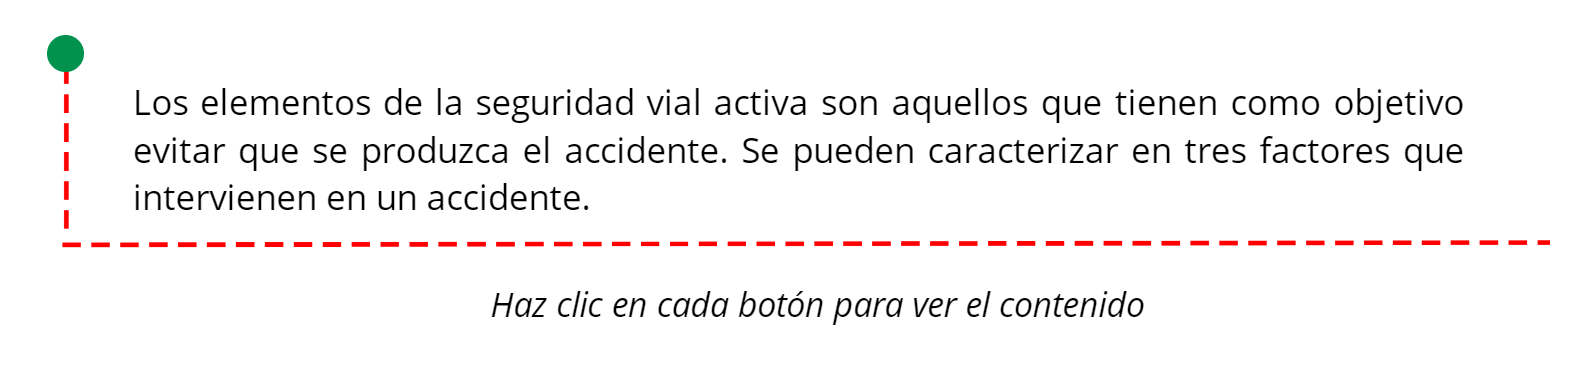 Los elementos de la seguridad vial activa son aquellos que tienen como objetivo
evitar que se produzca el accidente. Se pueden caracterizar en tres factores que
intervienen en un accidente.
Haz clic en cada botón para ver el contenido